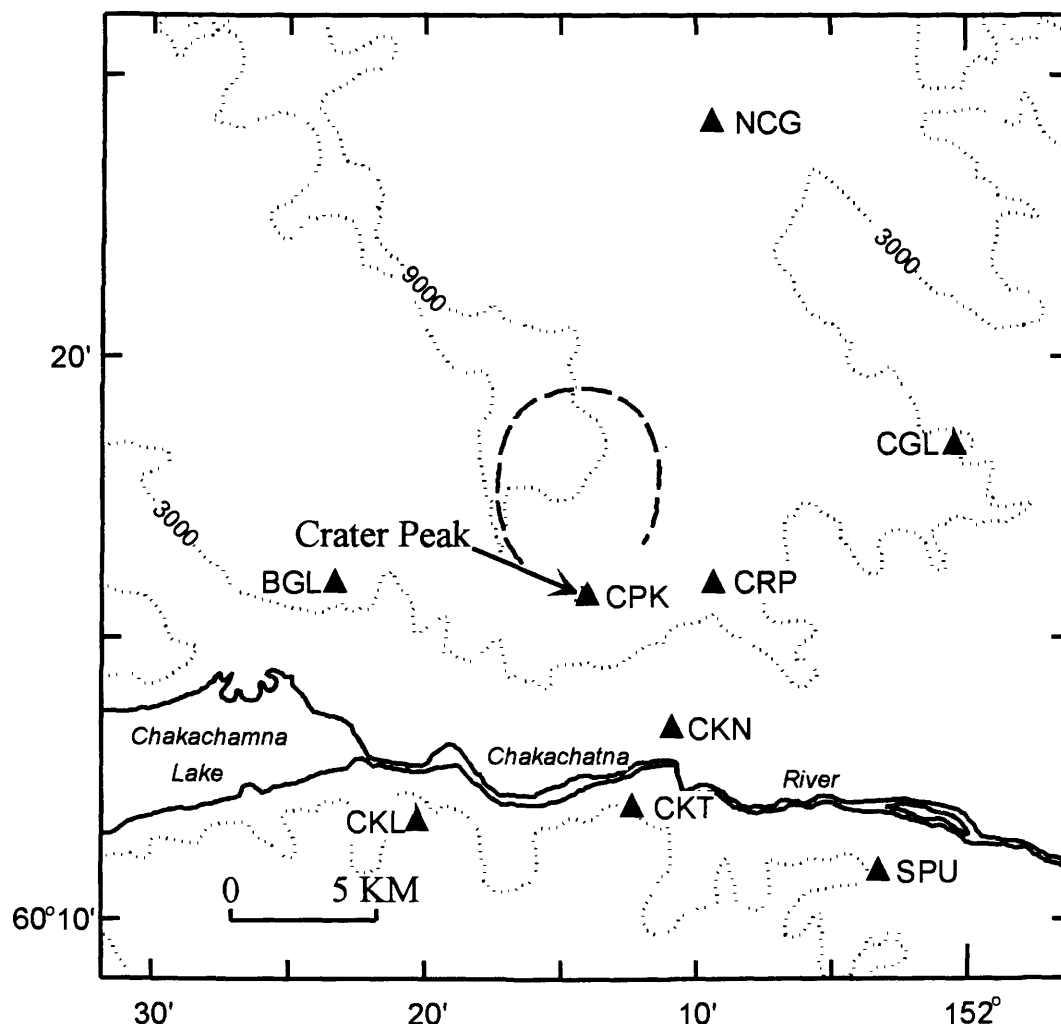 NCG
3000
9000
20'
CGL
3000
Crater Peak
BGL
CPK
CRP
CKN
Chakachamna
Lake
Chakachatna
River
CKL
CKT
SPU
0 5 KM
60°10'
30' 20' 10' 152°